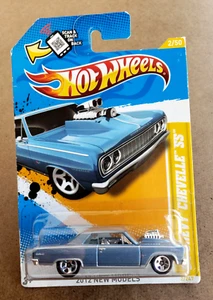 SCAN &
TRACK
ON
BACK
HOT WHEELS
2/50
CHEVY CHEVELLE SS
2012 NEW MODELS